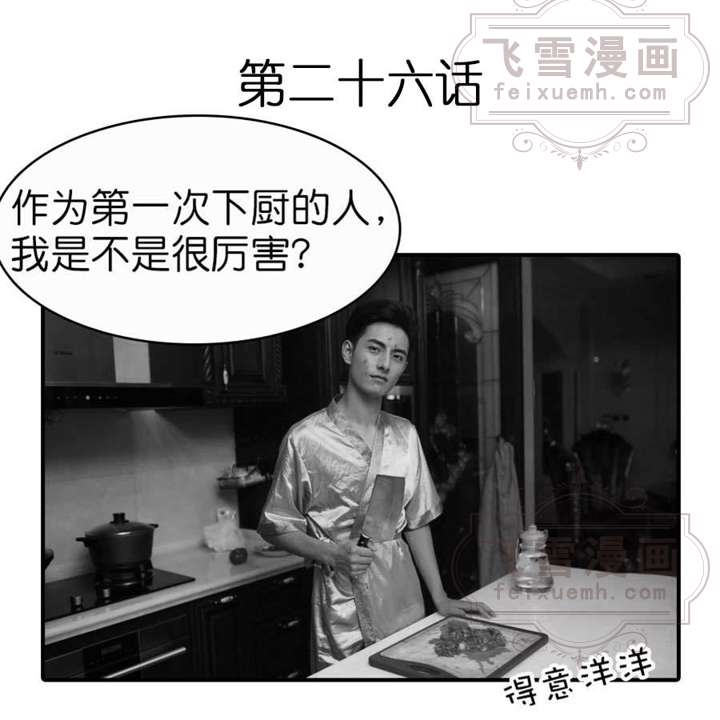 飞雪漫画
feixuemh.com
第二十六话
作为第一次下厨的人，
我是不是很厉害？
飞雪漫画
feixuemh.com
得意洋洋